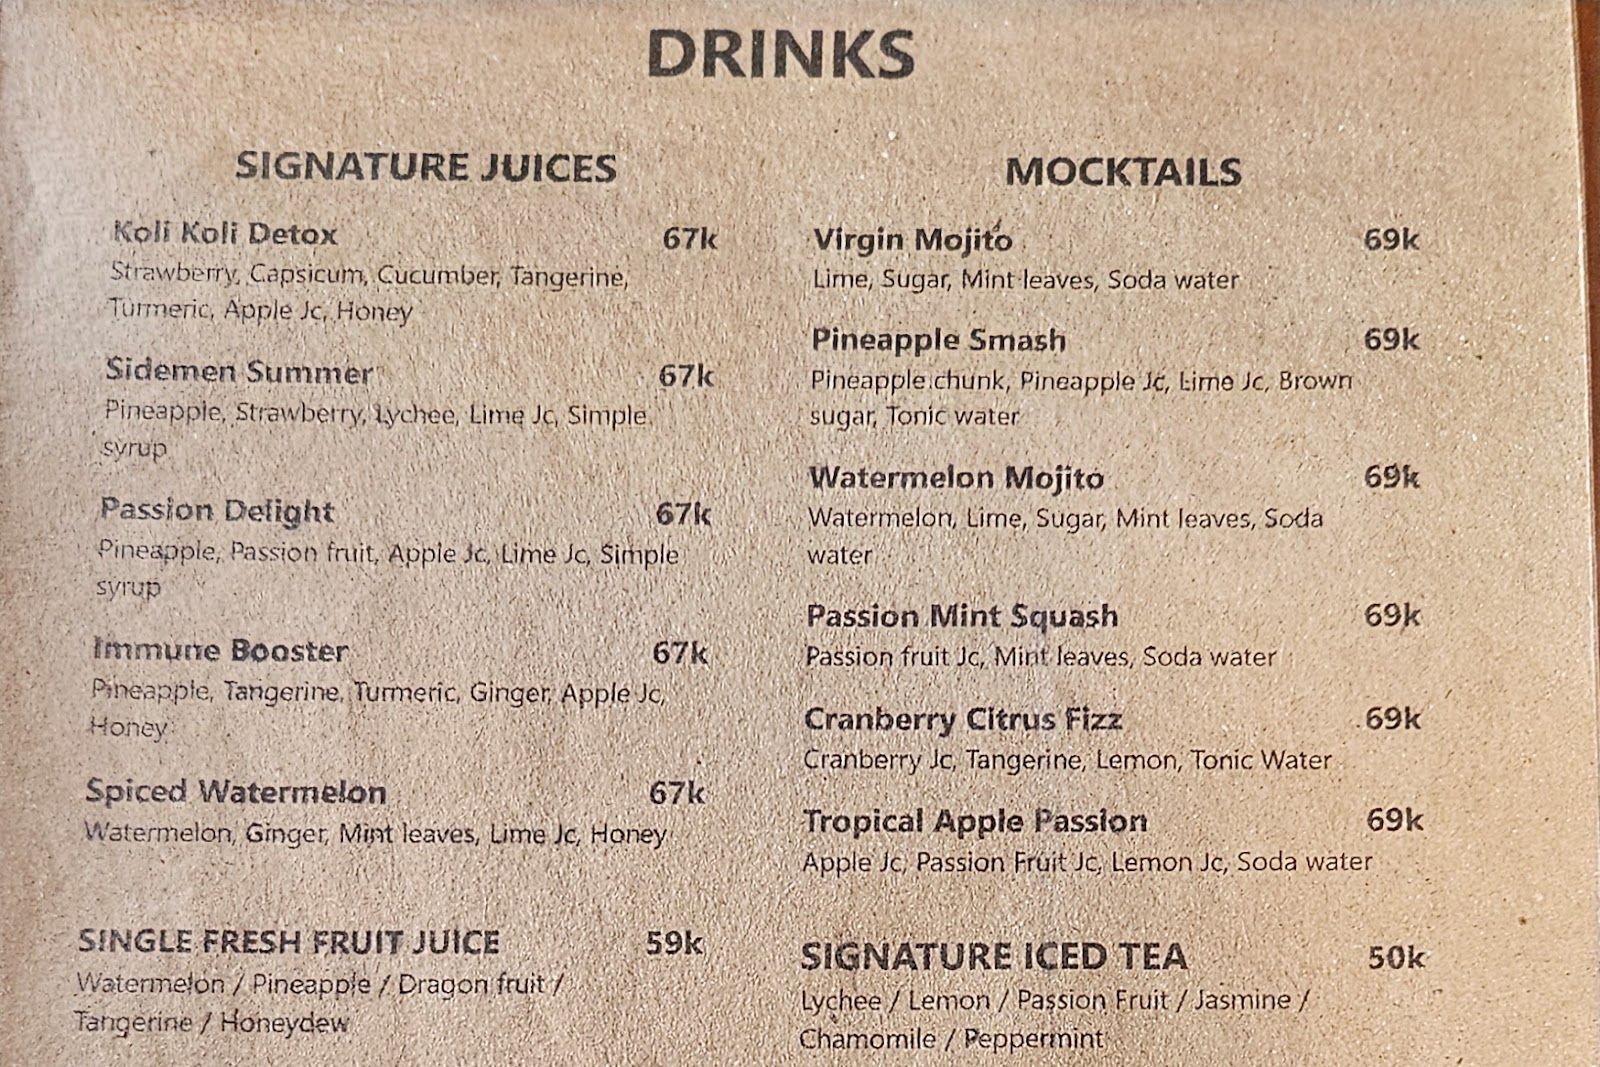 DRINKS
SIGNATURE JUICES
Koli Koli Detox 67k
Strawberry, Capsicum, Cucumber, Tangerine,
Turmeric, Apple Jc, Honey
Sidemen Summer 67k
Pineapple, Strawberry, Lychee, Lime Jc, Simple
syrup
Passion Delight 67k
Pineapple, Passion fruit, Apple Jc, Lime Jc, Simple
syrup
Immune Booster 67k
Pineapple, Tangerine, Turmeric, Ginger, Apple Jc,
Honey
Spiced Watermelon 67k
Watermelon, Ginger, Mint leaves, Lime Jc, Honey
SINGLE FRESH FRUIT JUICE 59k
Watermelon / Pineapple / Dragon fruit /
Tangerine / Honeydew
MOCKTAILS
Virgin Mojito 69k
Lime, Sugar, Mint leaves, Soda water
Pineapple Smash 69k
Pineapple chunk, Pineapple Jc, Lime Jc, Brown
sugar, Tonic water
Watermelon Mojito 69k
Watermelon, Lime, Sugar, Mint leaves, Soda
water
Passion Mint Squash 69k
Passion fruit Jc, Mint leaves, Soda water
Cranberry Citrus Fizz 69k
Cranberry Jc, Tangerine, Lemon, Tonic Water
Tropical Apple Passion 69k
Apple Jc, Passion Fruit Jc, Lemon Jc, Soda water
SIGNATURE ICED TEA 50k
Lychee / Lemon / Passion Fruit / Jasmine /
Chamomile / Peppermint